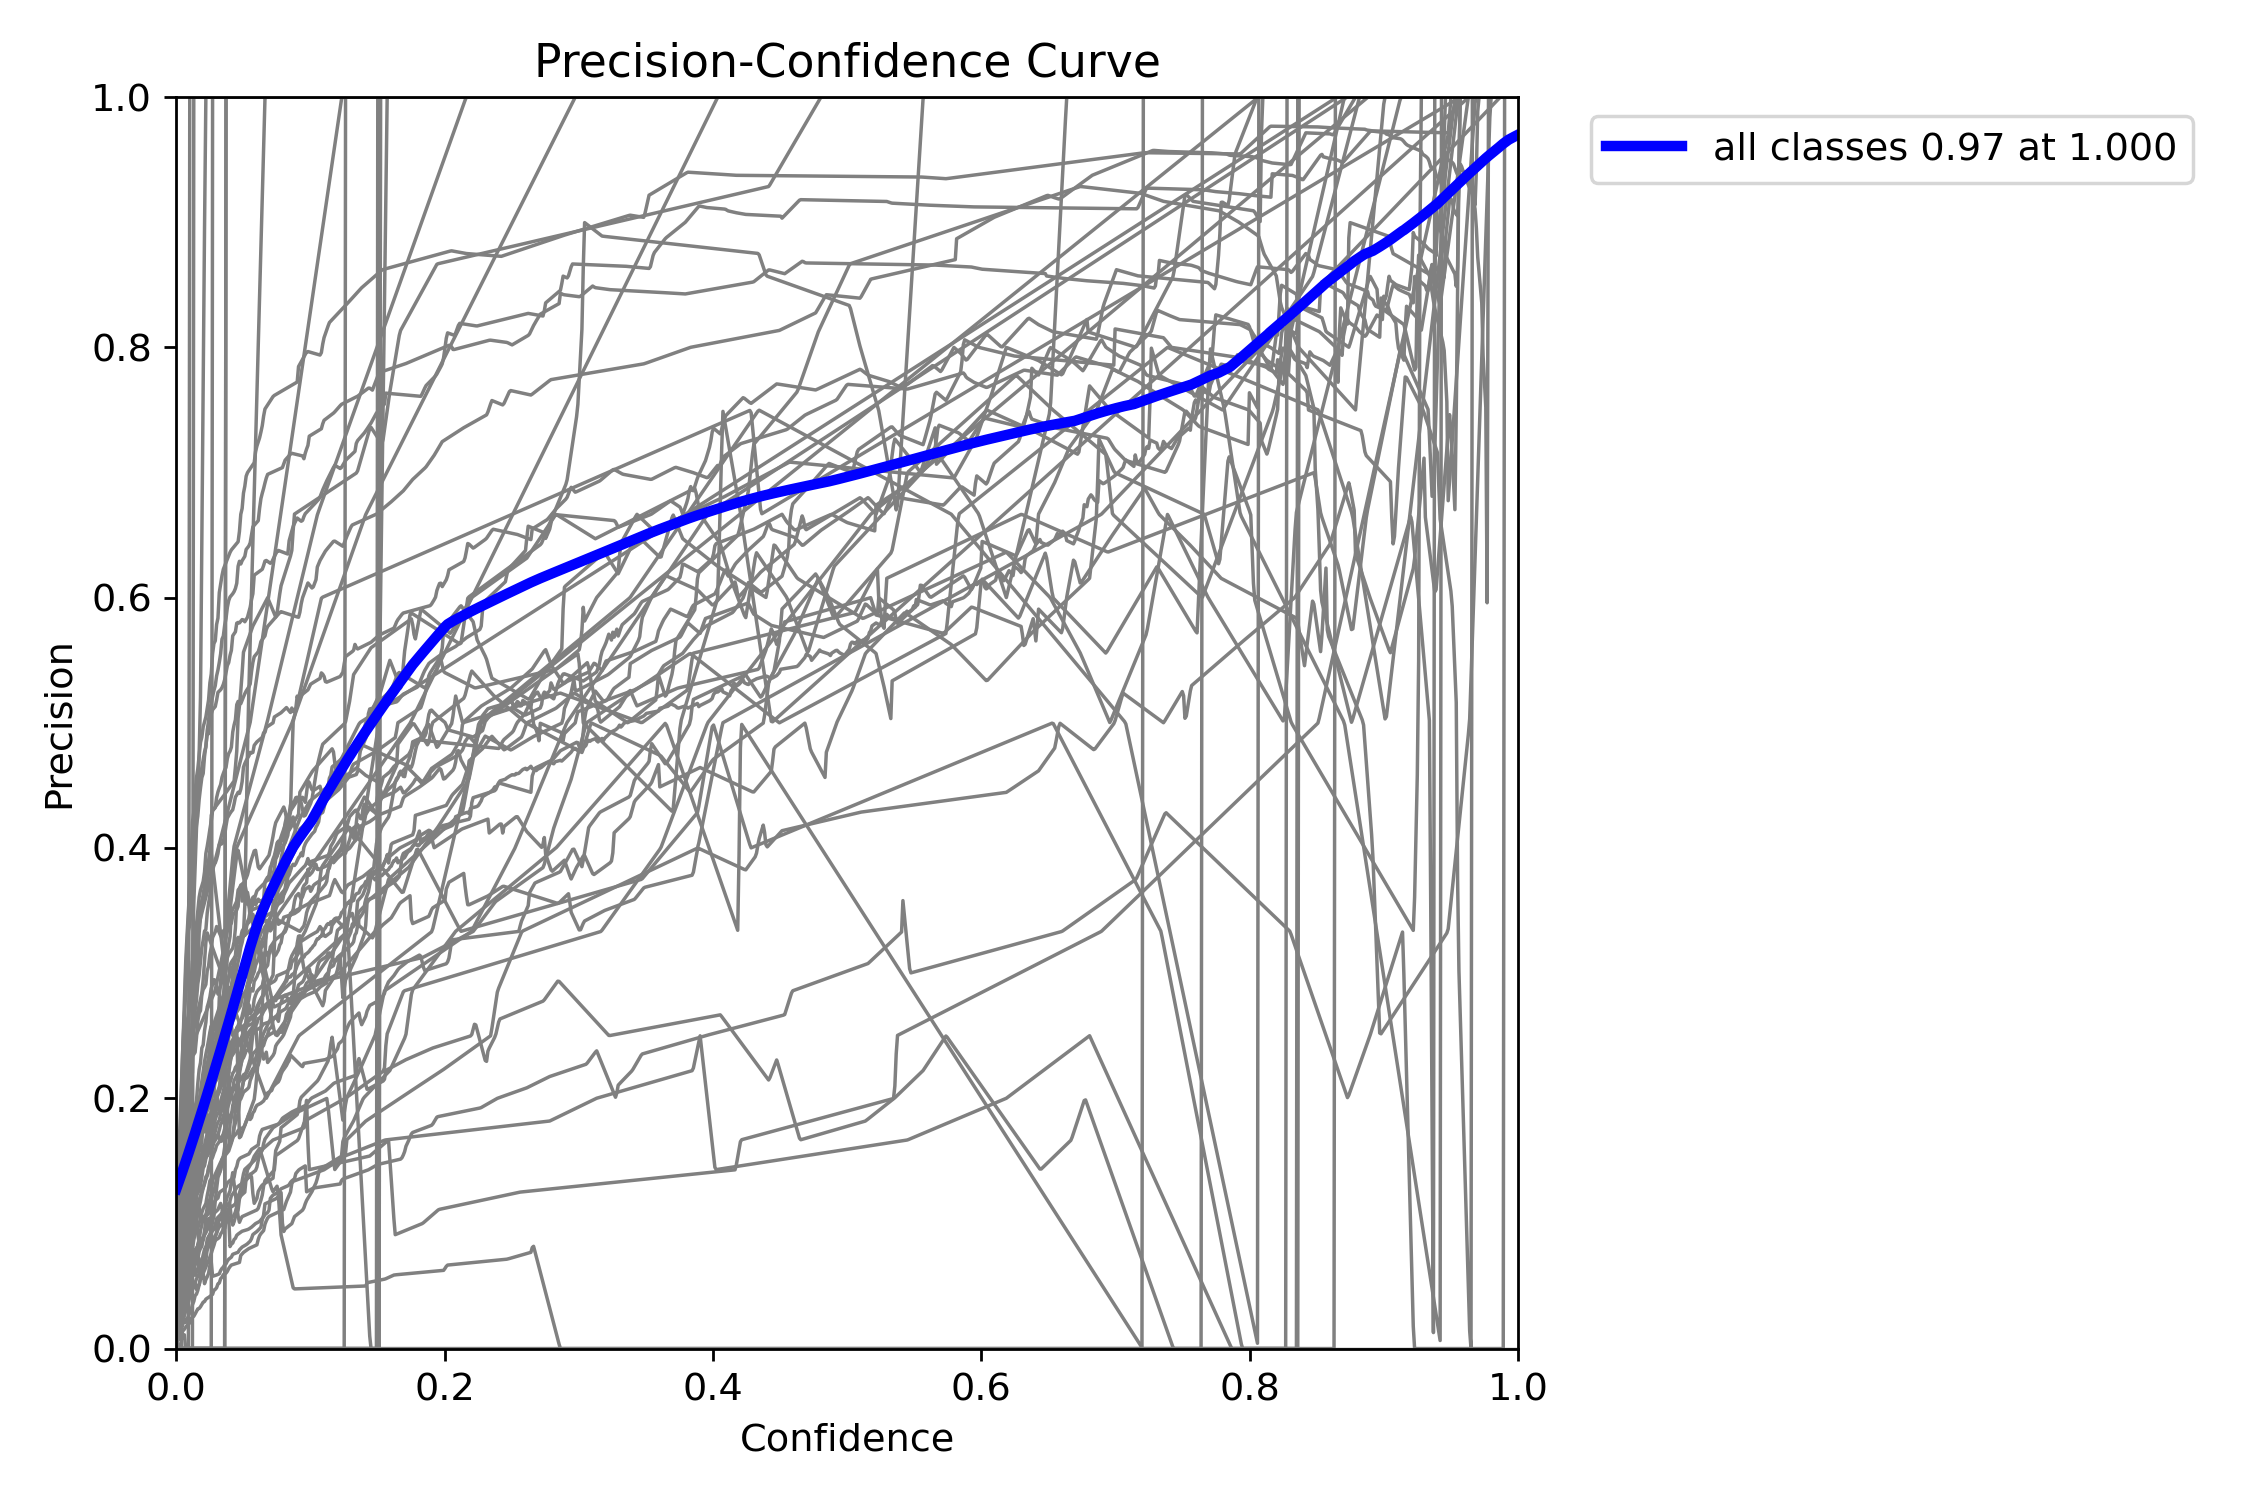 Precision-Confidence Curve
all classes 0.97 at 1.000
1.0
0.8
0.6
0.4
0.2
0.0
Precision
0.0 0.2 0.4 0.6 0.8 1.0
Confidence